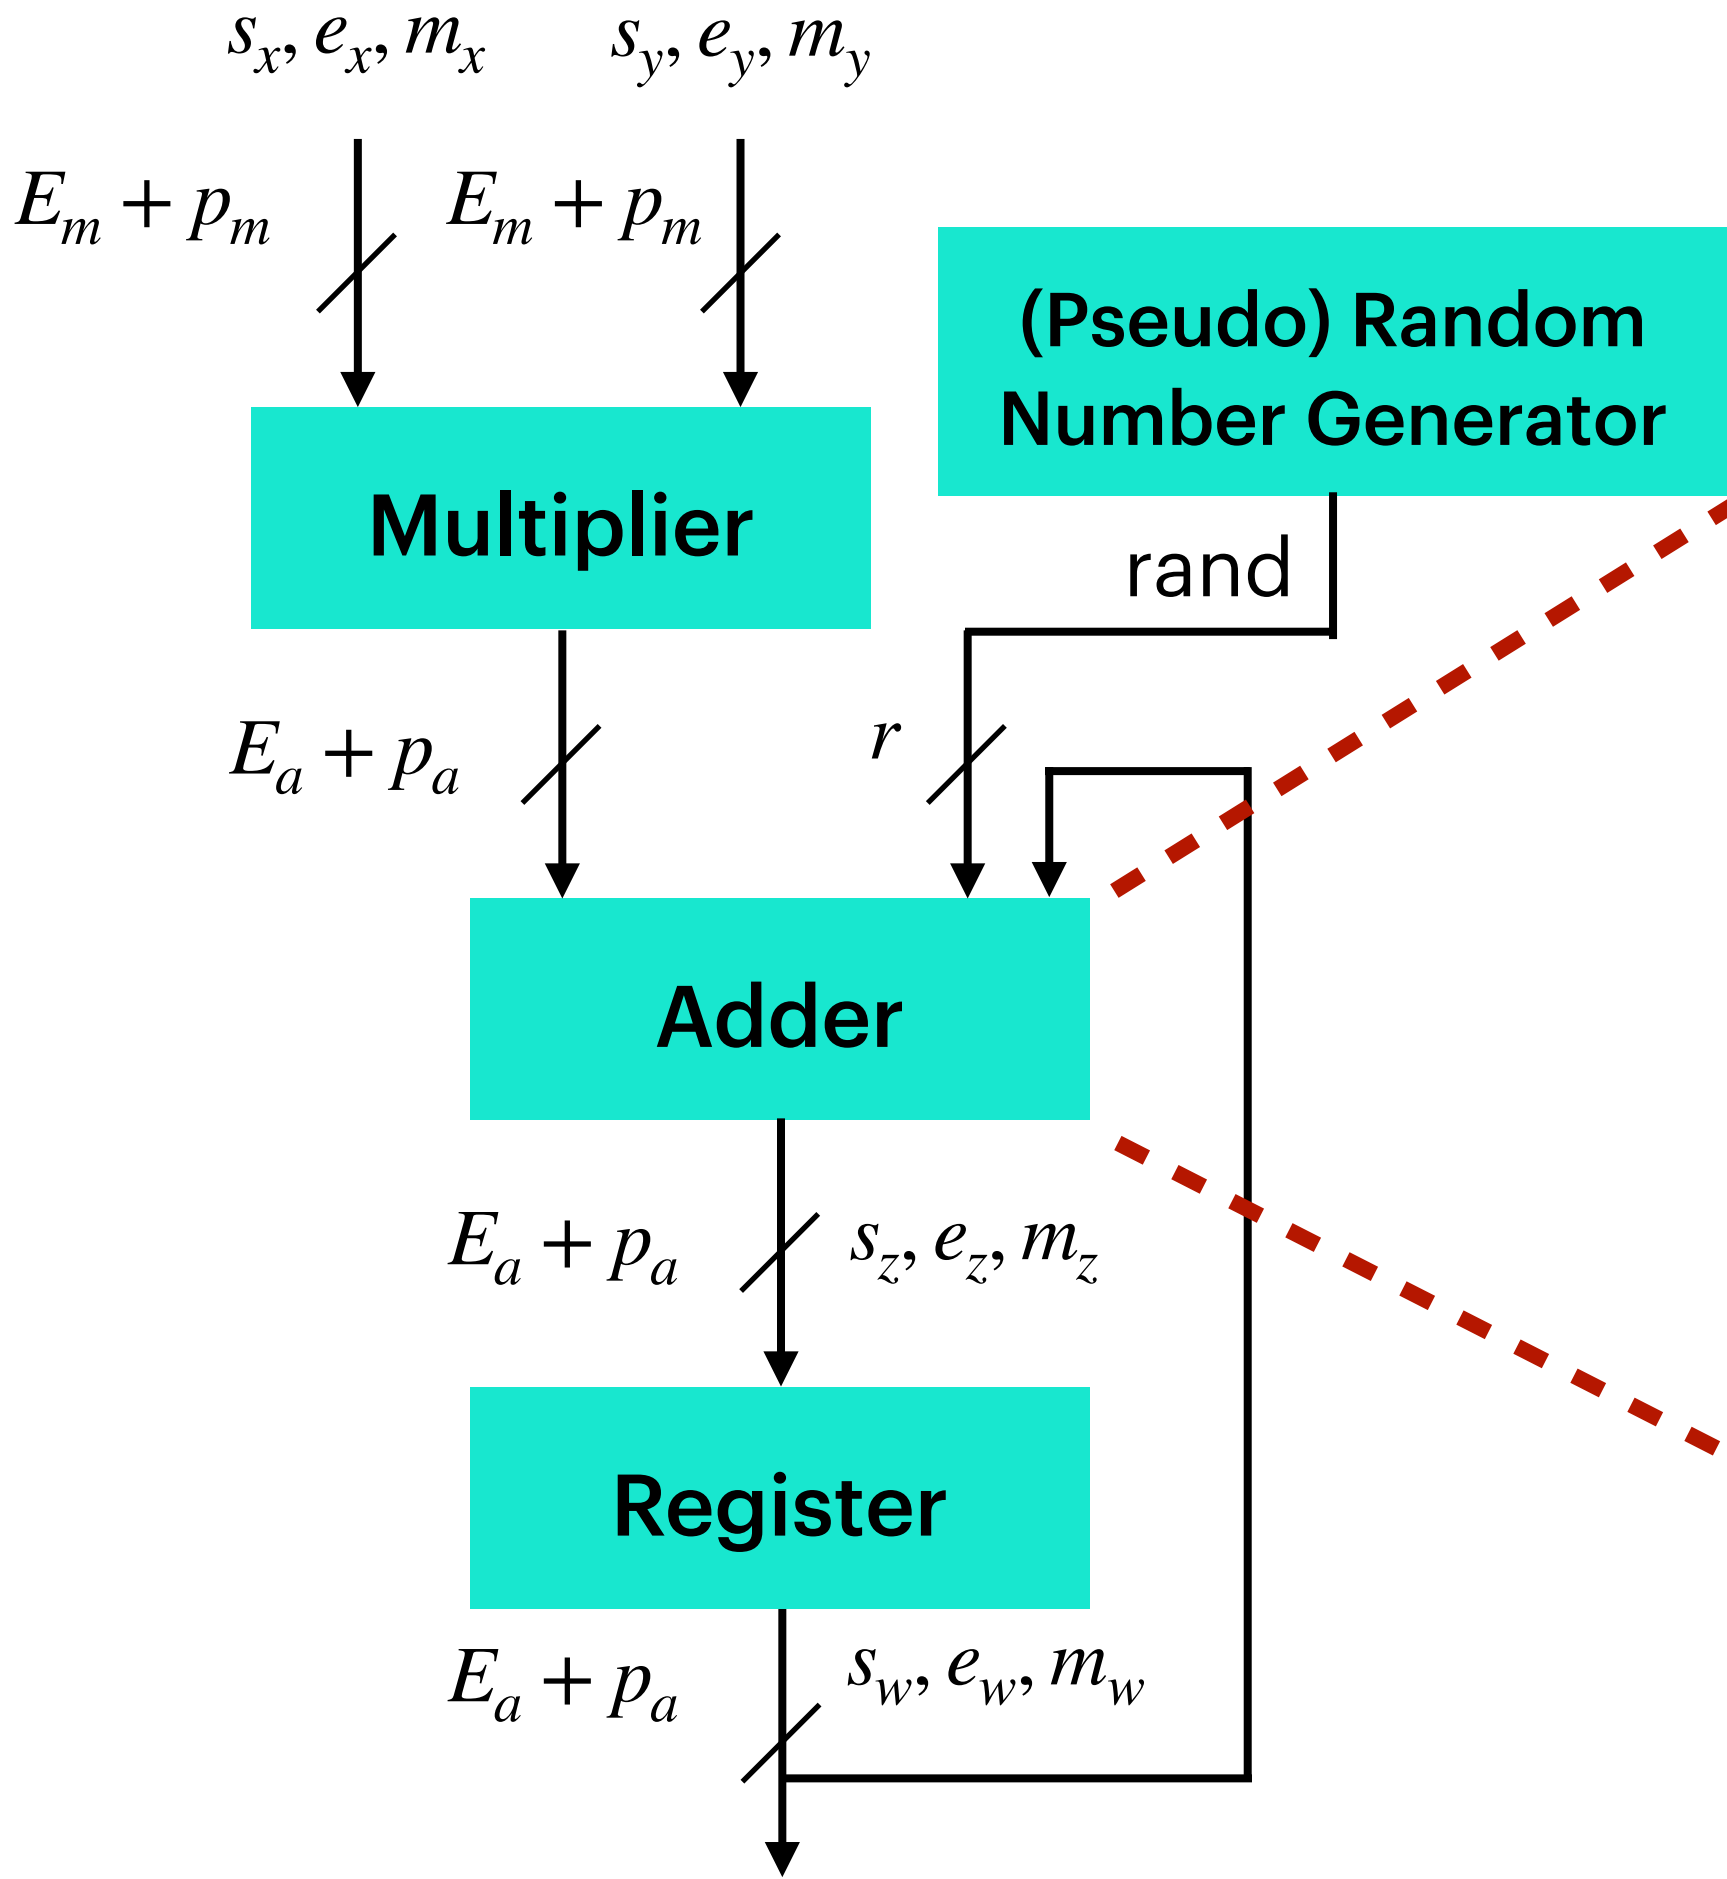 s_x, e_x, m_x
s_y, e_y, m_y
E_m + p_m
E_m + p_m
(Pseudo) Random
Number Generator
Multiplier
rand
E_a + p_a
r
Adder
E_a + p_a
s_z, e_z, m_z
Register
E_a + p_a
s_w, e_w, m_w